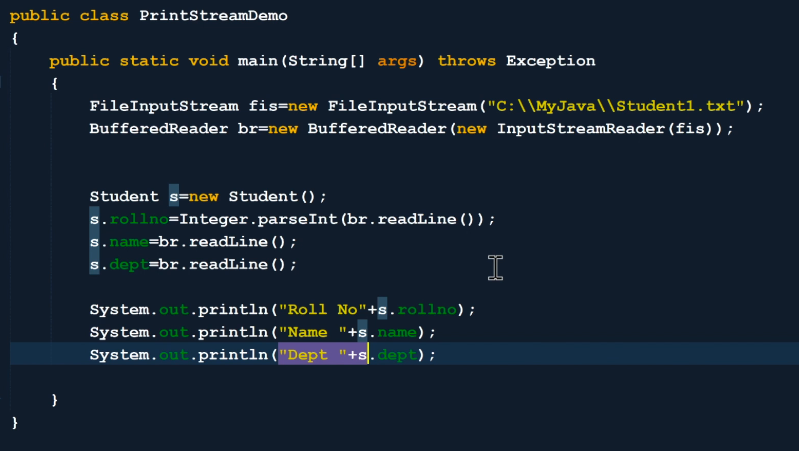 public class PrintStreamDemo
{
public static void main(String[] args) throws Exception
{
FileInputStream fis=new FileInputStream("C:\\MyJava\\Student1.txt");
BufferedReader br=new BufferedReader(new InputStreamReader(fis));
Student s=new Student();
s.rollno=Integer.parseInt(br.readLine());
s.name=br.readLine();
s.dept=br.readLine();
System.out.println("Roll No"+s.rollno);
System.out.println("Name "+s.name);
System.out.println("Dept "+s.dept);
}
}